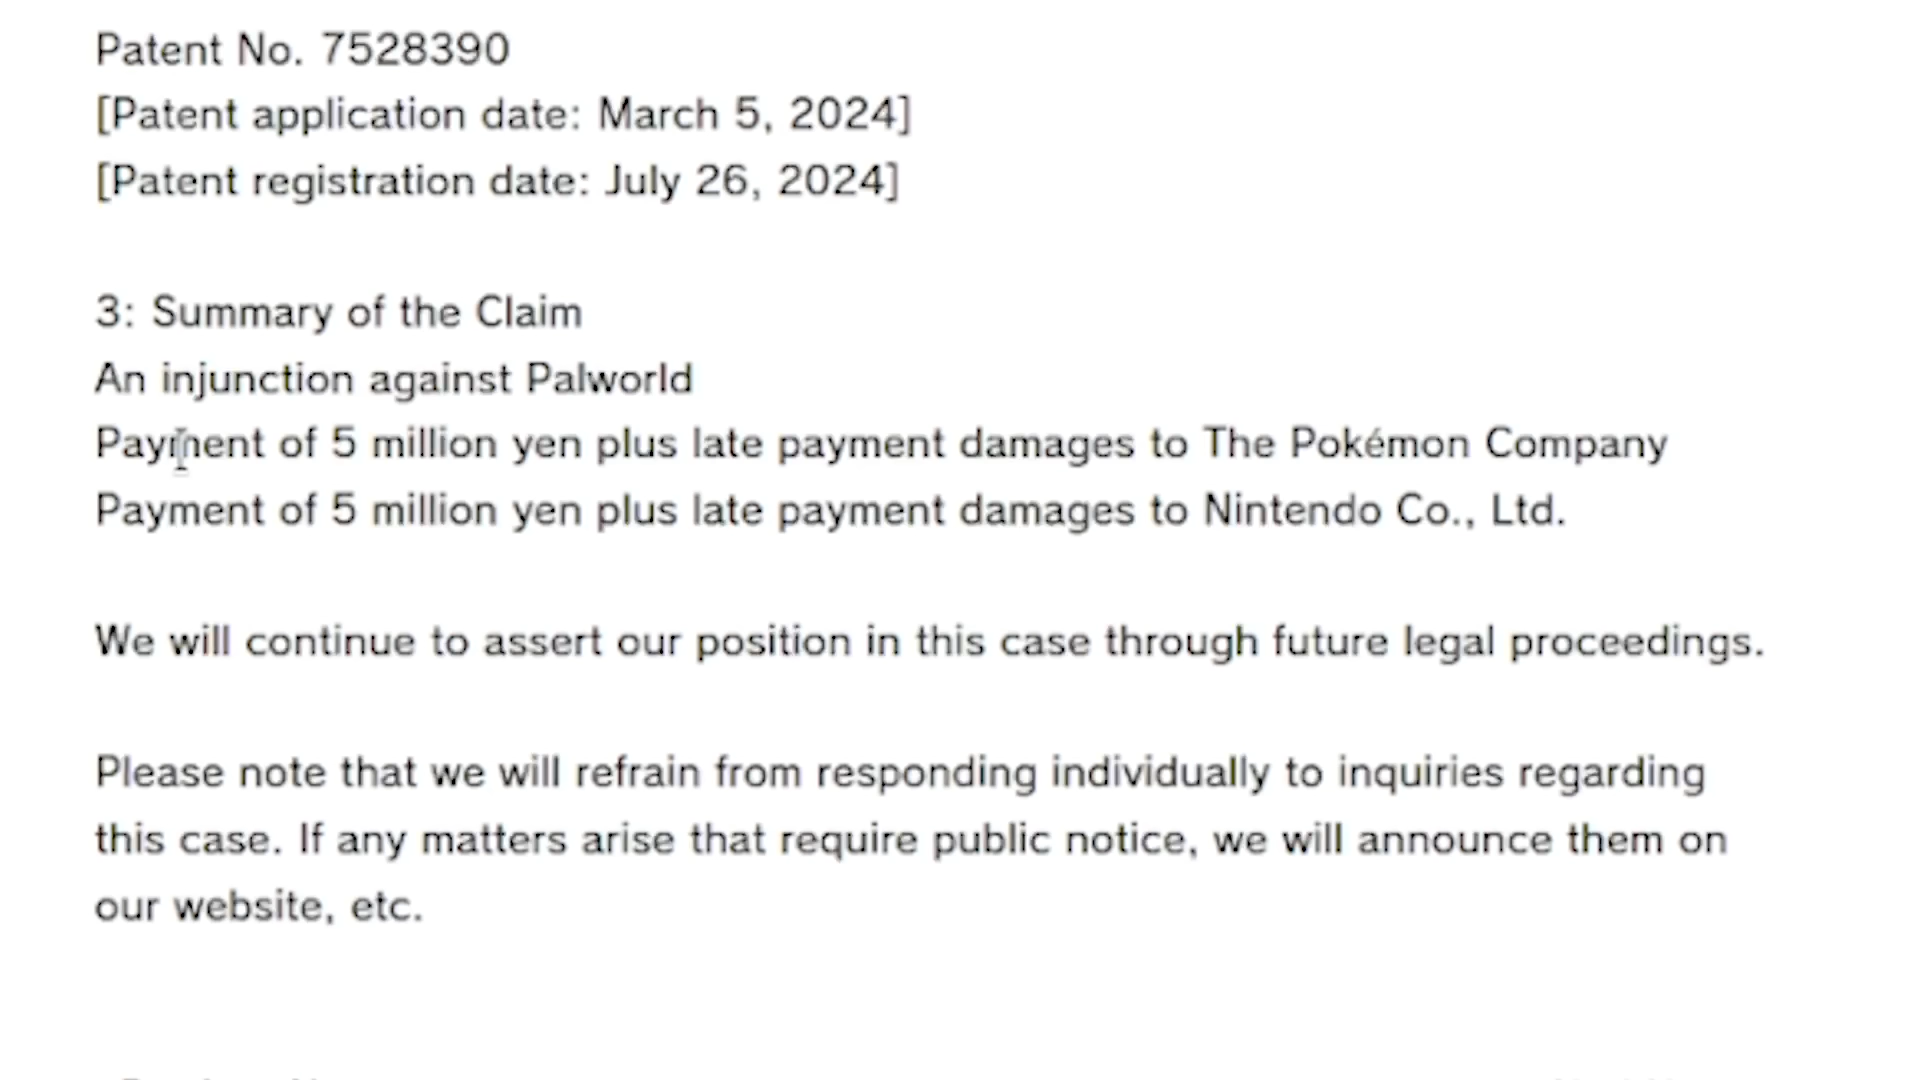 Patent No. 7528390
[Patent application date: March 5, 2024]
[Patent registration date: July 26, 2024]
3: Summary of the Claim
An injunction against Palworld
Payment of 5 million yen plus late payment damages to The Pokémon Company
Payment of 5 million yen plus late payment damages to Nintendo Co., Ltd.
We will continue to assert our position in this case through future legal proceedings.
Please note that we will refrain from responding individually to inquiries regarding
this case. If any matters arise that require public notice, we will announce them on
our website, etc.